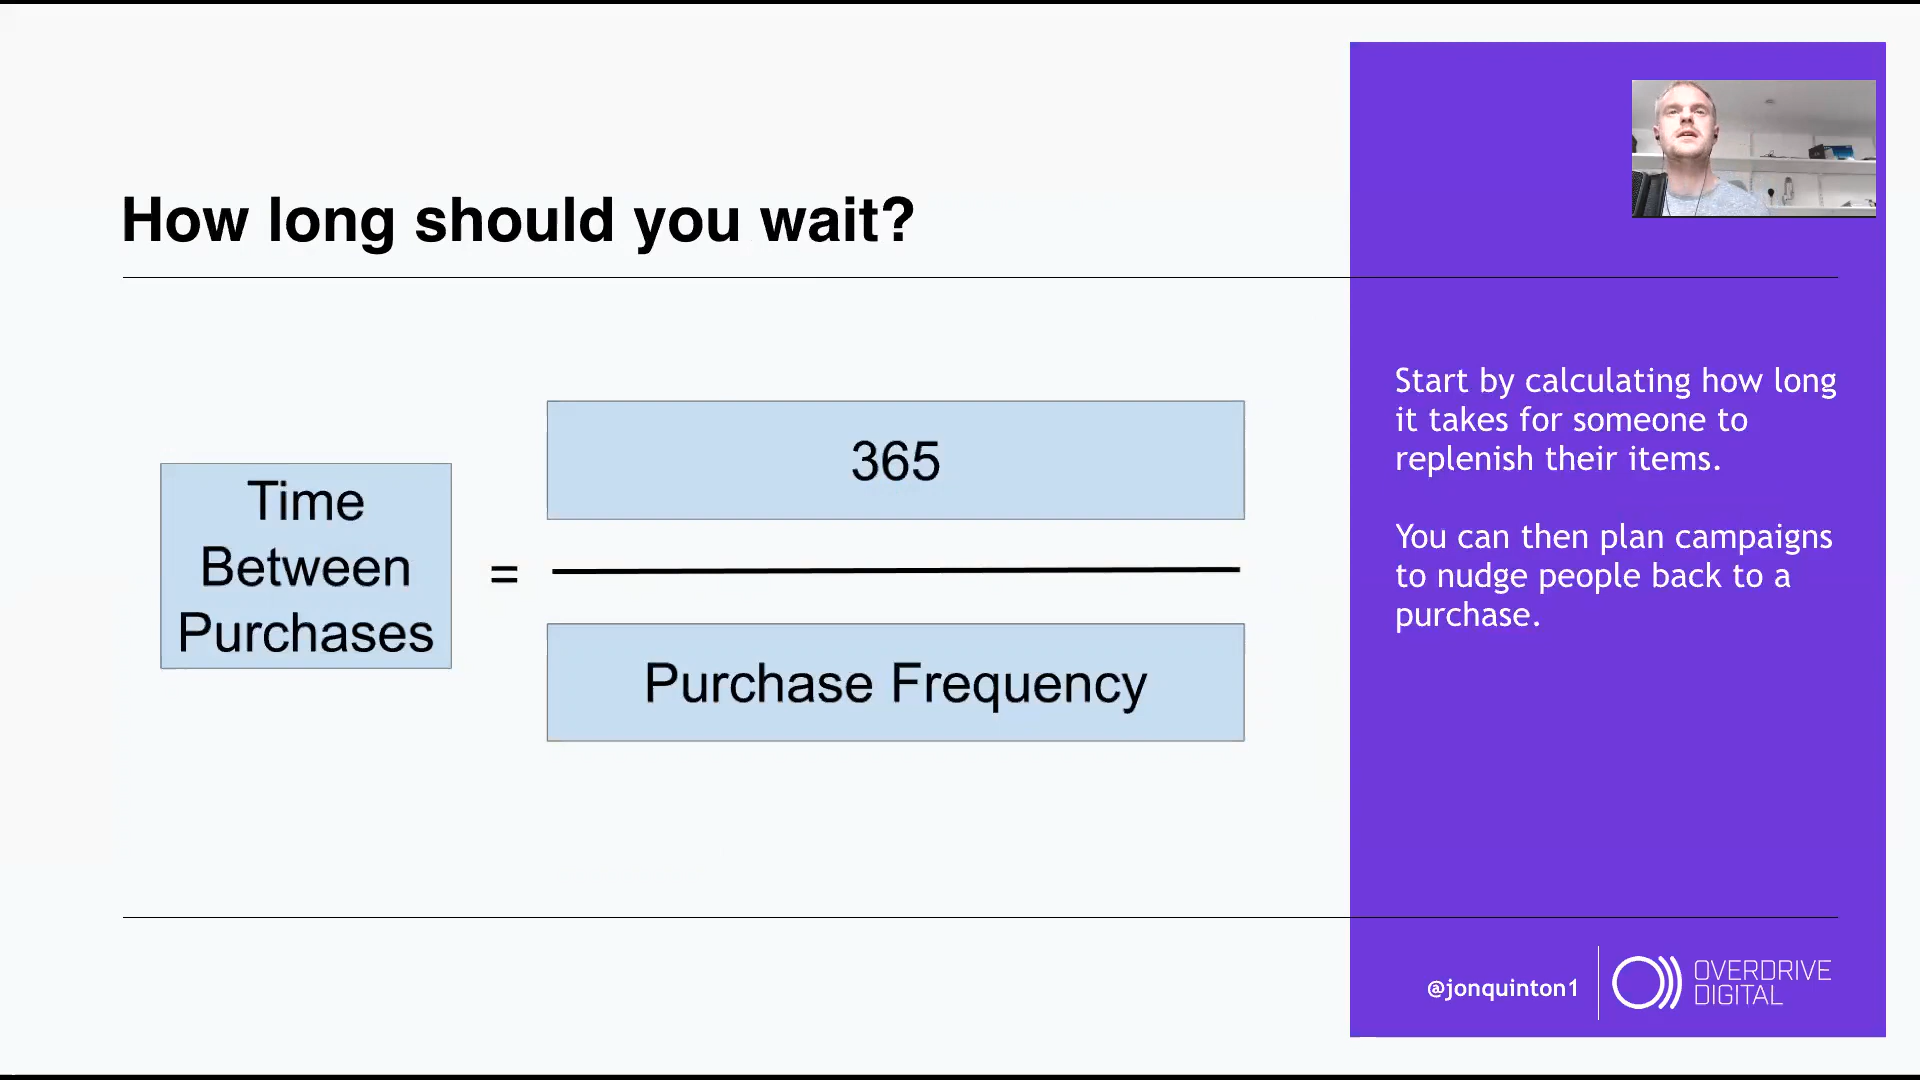 How long should you wait?
Time
Between
Purchases
=
365
Purchase Frequency
Start by calculating how long
it takes for someone to
replenish their items.
You can then plan campaigns
to nudge people back to a
purchase.
@jonquinton1
OVERDRIVE
DIGITAL